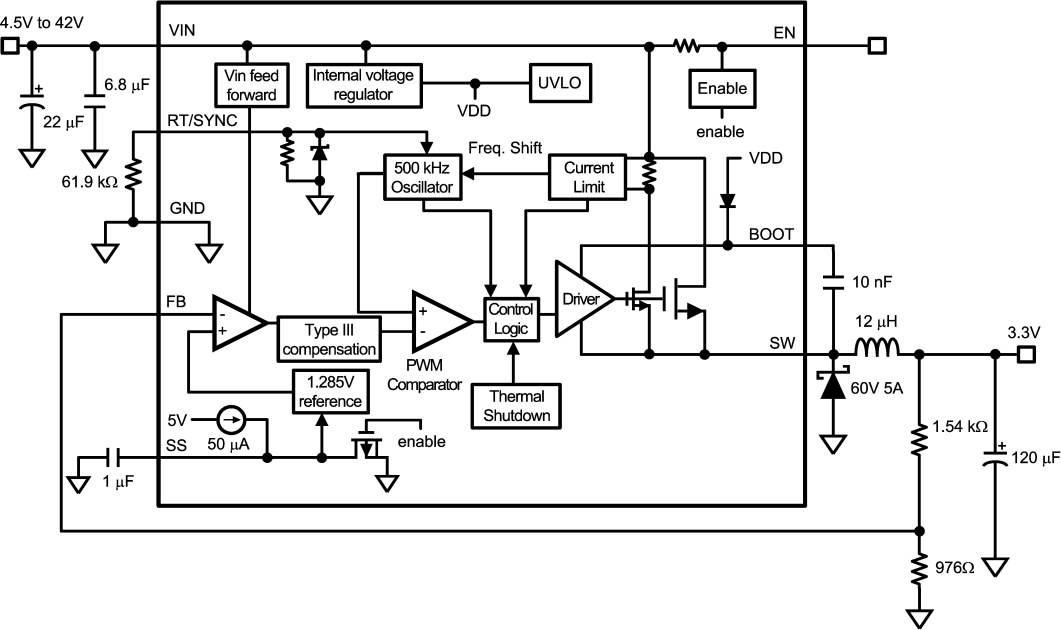 4.5V to 42V
VIN
EN
6.8 µF
22 µF
Vin feed
forward
Internal voltage
regulator
VDD
UVLO
Enable
enable
RT/SYNC
61.9 kΩ
GND
500 kHz
Oscillator
Freq. Shift
Current
Limit
VDD
BOOT
10 nF
FB
-
+
Type III
compensation
+
-
PWM
Comparator
Control
Logic
Driver
SW
12 µH
3.3V
60V 5A
1.285V
reference
Thermal
Shutdown
5V
50 µA
SS
enable
1 µF
1.54 kΩ
+
120 µF
976Ω
+